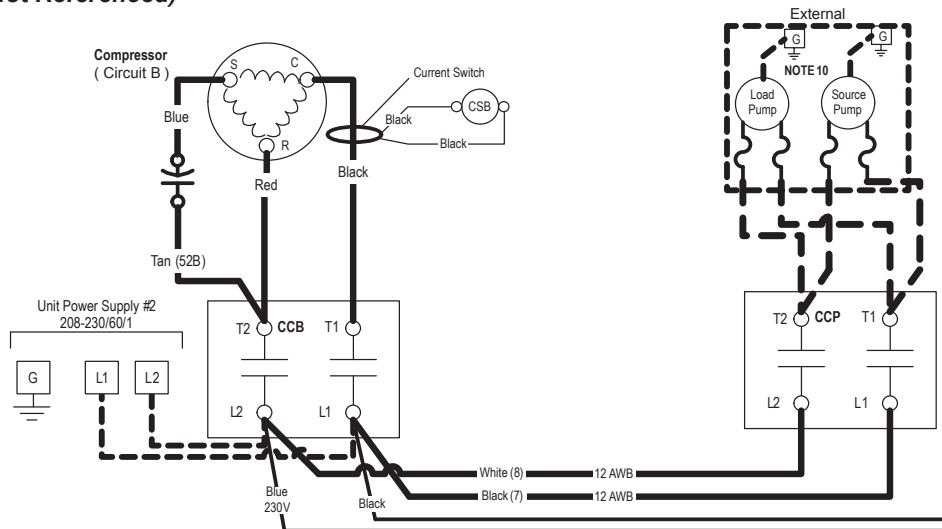 ot Referenced)
External
G
G
NOTE 10
Load
Pump
Source
Pump
Compressor
( Circuit B )
S
C
R
Current Switch
CSB
Black
Black
Blue
Red
Black
Tan (52B)
Unit Power Supply #2
208-230/60/1
G
L1
L2
T2
CCB
T1
L2
L1
T2
CCP
T1
L2
L1
White (8)
12 AWB
Black (7)
12 AWB
Blue
230V
Black